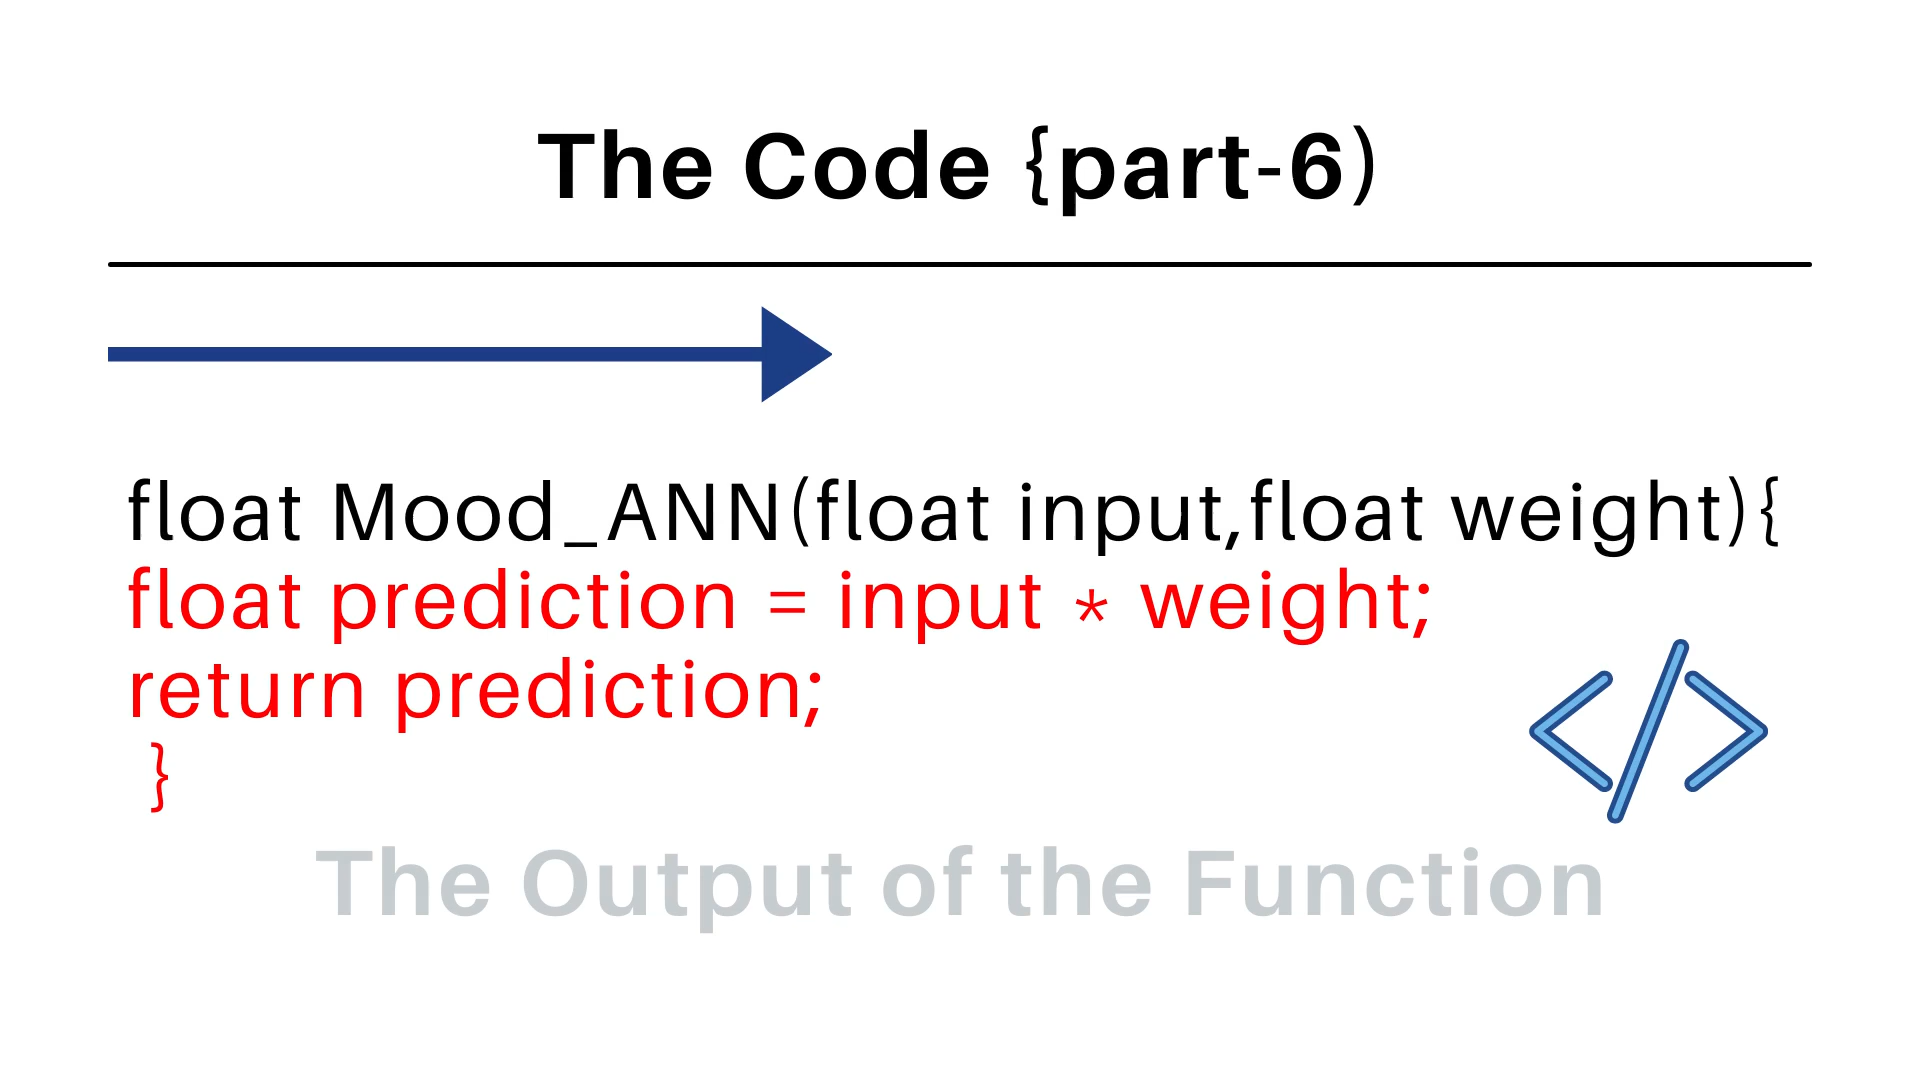 The Code {part-6)
float Mood_ANN(float input,float weight){
float prediction = input * weight;
return prediction;
}
The Output of the Function